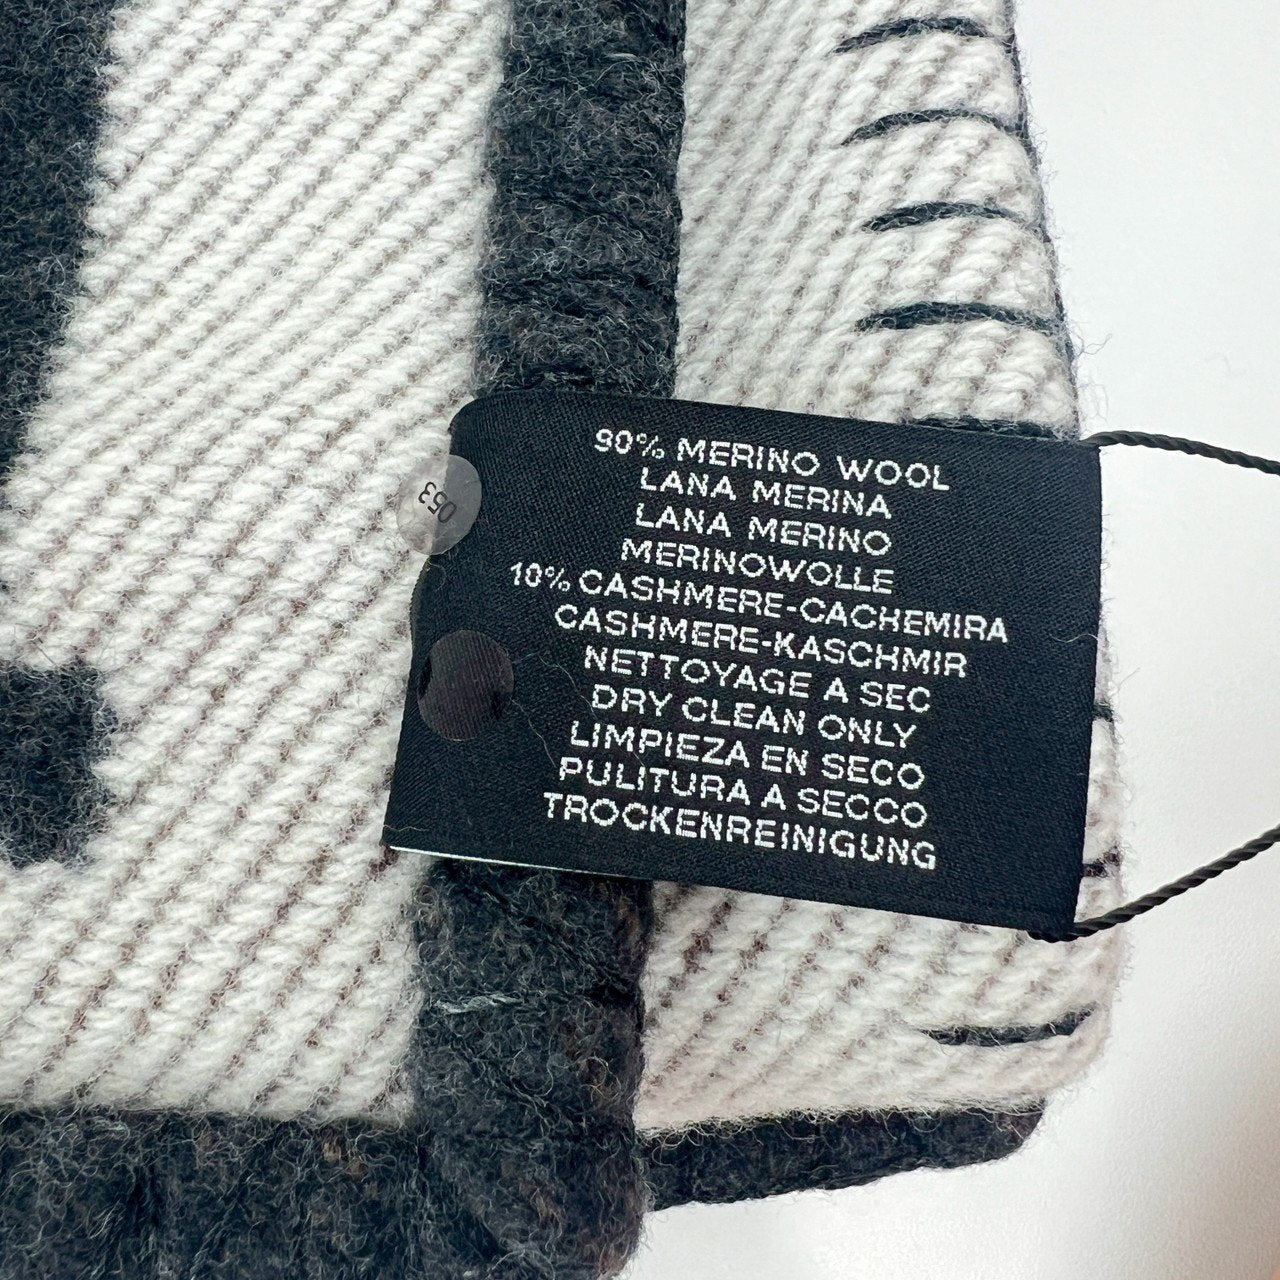 90% MERINO WOOL
LANA MERINA
LANA MERINO
MERINOWOLLE
10% CASHMERE-CACHEMIRA
CASHMERE-KASCHMIR
NETTOYAGE A SEC
DRY CLEAN ONLY
LIMPIEZA EN SECO
PULITURA A SECCO
TROCKENREINIGUNG
053